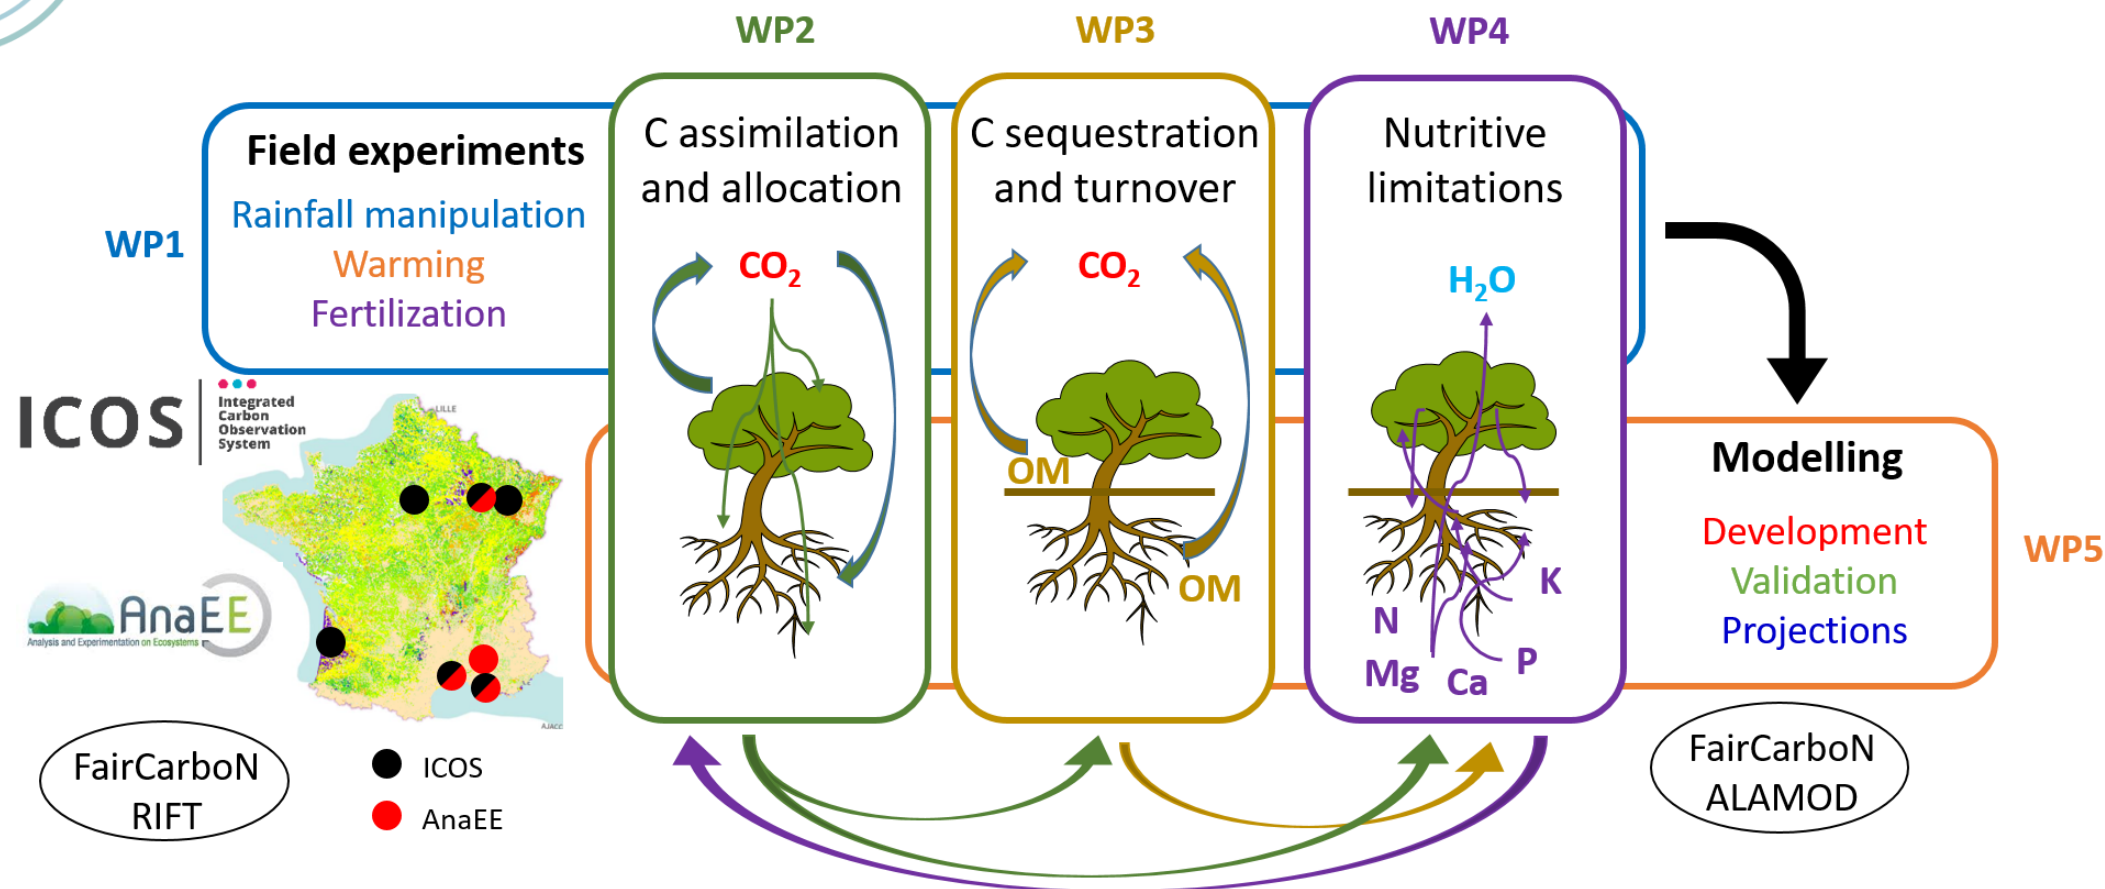 WP2
WP3
WP4
WP1
Field experiments
Rainfall manipulation
Warming
Fertilization
C assimilation
and allocation
CO2
C sequestration
and turnover
CO2
OM
OM
Nutritive
limitations
H2O
N
Mg
Ca
P
K
Modelling
Development
Validation
Projections
WP5
ICOS
Integrated
Carbon
Observation
System
LILLE
AnaEE
Analysis and Experimentation on Ecosystems
AJACC
FairCarboN
RIFT
ICOS
AnaEE
FairCarboN
ALAMOD